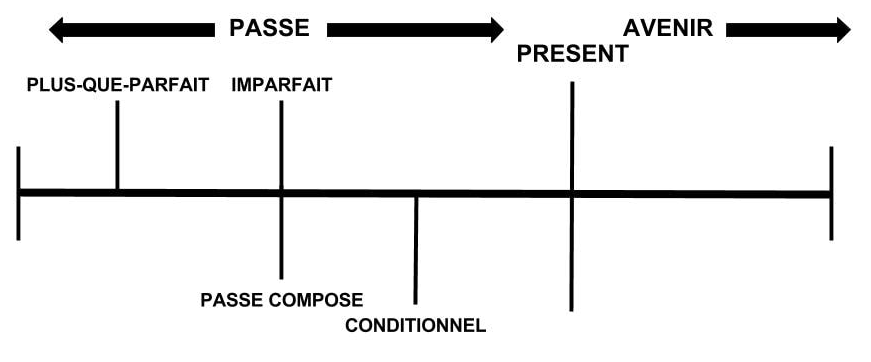 PASSE
AVENIR
PRESENT
PLUS-QUE-PARFAIT
IMPARFAIT
PASSE COMPOSE
CONDITIONNEL